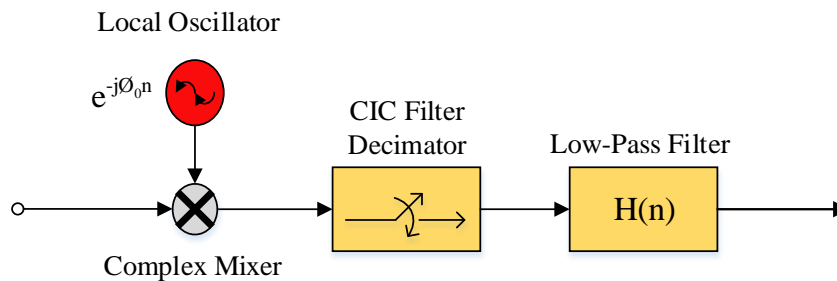 Local Oscillator
e^-jØ₀n
CIC Filter
Decimator
Low-Pass Filter
H(n)
Complex Mixer